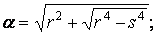 α = √(r² + √(r⁴ − s⁴));